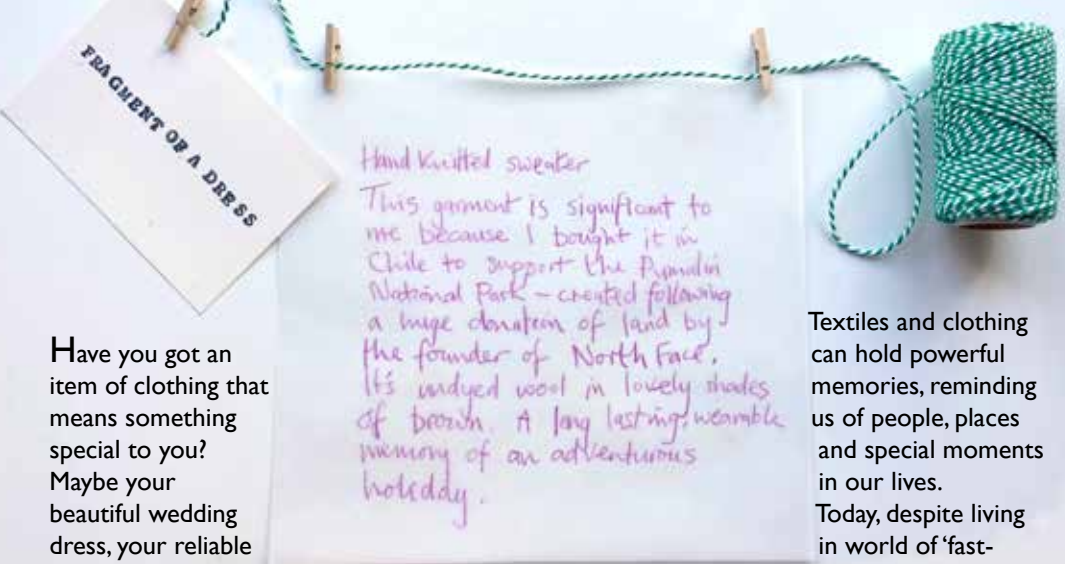 FRAGMENT OF A DRESS
Hand Knitted sweater
This garment is significant to
me because I bought it in
Chile to support the Pumalin
National Park – created following
a huge donation of land by
the founder of North Face.
It's undyed wool in lovely shades
of brown. A long lasting, wearable
memory of an adventurous
holiday.
Have you got an
item of clothing that
means something
special to you?
Maybe your
beautiful wedding
dress, your reliable
Textiles and clothing
can hold powerful
memories, reminding
us of people, places
and special moments
in our lives.
Today, despite living
in world of ‘fast-